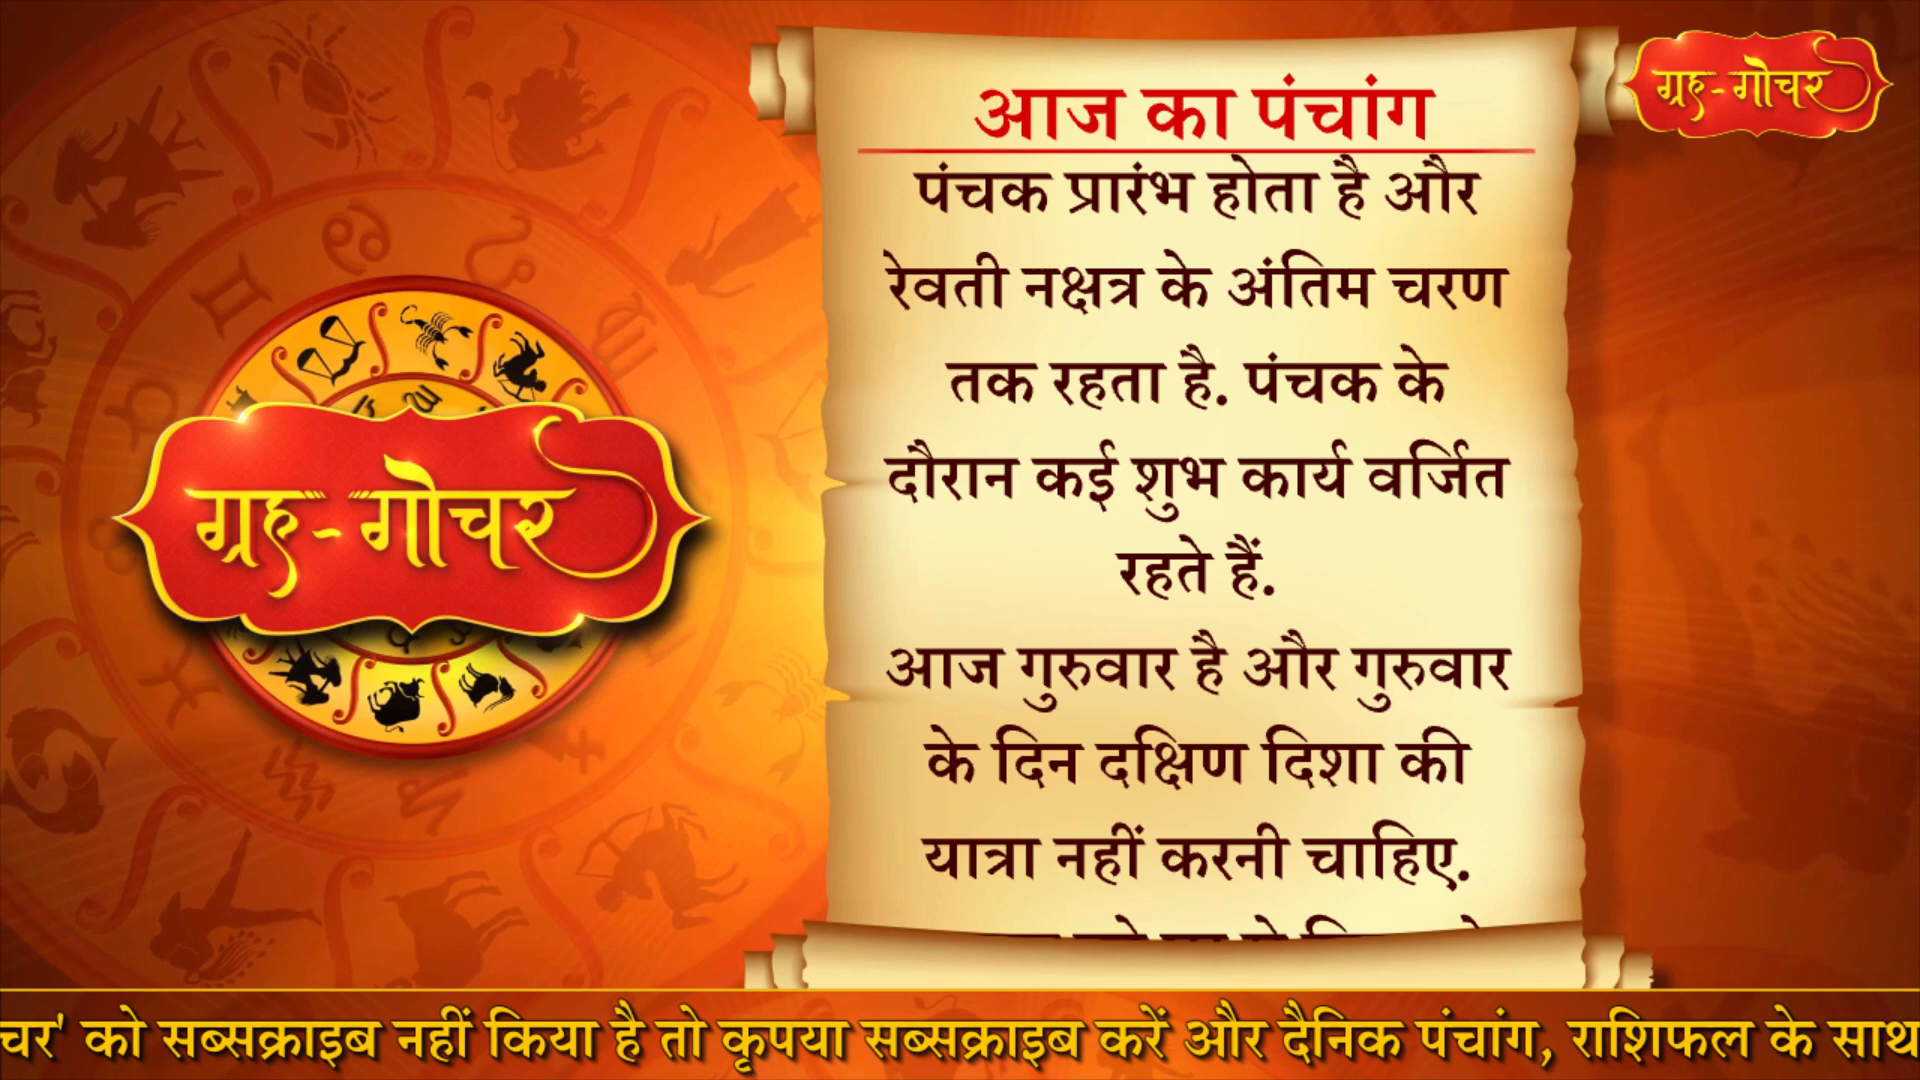 आज का पंचांग
ग्रह-गोचर
पंचक प्रारंभ होता है और
रेवती नक्षत्र के अंतिम चरण
तक रहता है. पंचक के
दौरान कई शुभ कार्य वर्जित
रहते हैं.
आज गुरुवार है और गुरुवार
के दिन दक्षिण दिशा की
यात्रा नहीं करनी चाहिए.
ग्रह-गोचर
चर' को सब्सक्राइब नहीं किया है तो कृपया सब्सक्राइब करें और दैनिक पंचांग, राशिफल के साथ